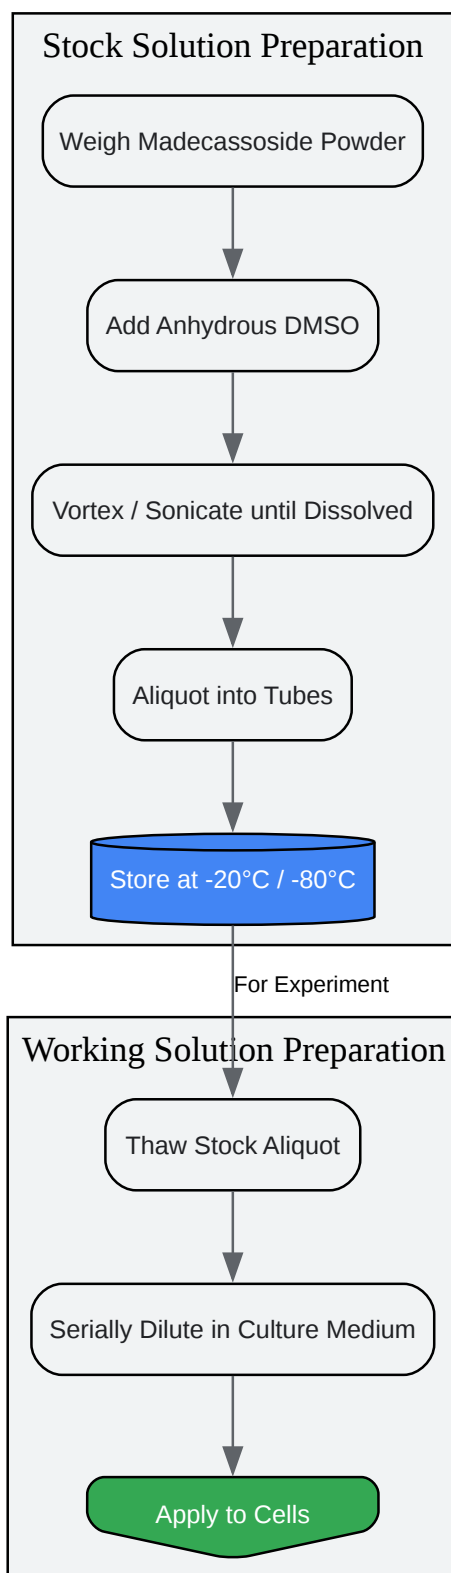 Stock Solution Preparation
Weigh Madecassoside Powder
Add Anhydrous DMSO
Vortex / Sonicate until Dissolved
Aliquot into Tubes
Store at -20°C / -80°C
For Experiment
Working Solution Preparation
Thaw Stock Aliquot
Serially Dilute in Culture Medium
Apply to Cells